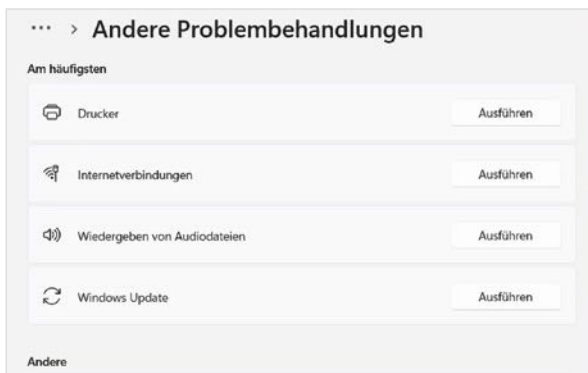 ... > Andere Problembehandlungen
Am häufigsten
Drucker Ausführen
Internetverbindungen Ausführen
Wiedergeben von Audiodateien Ausführen
Windows Update Ausführen
Andere